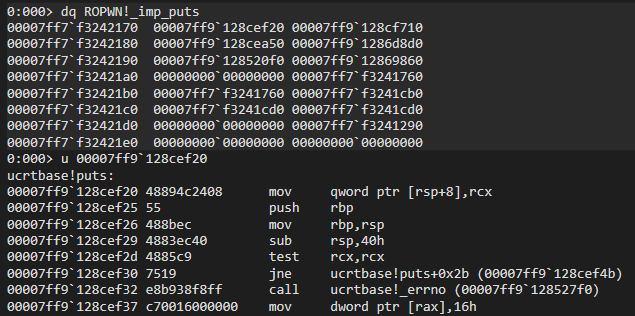 0:000> dq ROPWN!_imp_puts
00007ff7`f3242170  00007ff9`128cef20 00007ff9`128cf710
00007ff7`f3242180  00007ff9`128cea50 00007ff9`1286d8d0
00007ff7`f3242190  00007ff9`128520f0 00007ff9`12869860
00007ff7`f32421a0  00000000`00000000 00007ff7`f3241760
00007ff7`f32421b0  00007ff7`f3241760 00007ff7`f3241cb0
00007ff7`f32421c0  00007ff7`f3241cd0 00007ff7`f3241cd0
00007ff7`f32421d0  00000000`00000000 00007ff7`f3241290
00007ff7`f32421e0  00000000`00000000 00000000`00000000
0:000> u 00007ff9`128cef20
ucrtbase!puts:
00007ff9`128cef20 48894c2408      mov     qword ptr [rsp+8],rcx
00007ff9`128cef25 55              push    rbp
00007ff9`128cef26 488bec          mov     rbp,rsp
00007ff9`128cef29 4883ec40        sub     rsp,40h
00007ff9`128cef2d 4885c9          test    rcx,rcx
00007ff9`128cef30 7519            jne     ucrtbase!puts+0x2b (00007ff9`128cef4b)
00007ff9`128cef32 e8b938f8ff      call    ucrtbase!_errno (00007ff9`128527f0)
00007ff9`128cef37 c70016000000    mov     dword ptr [rax],16h